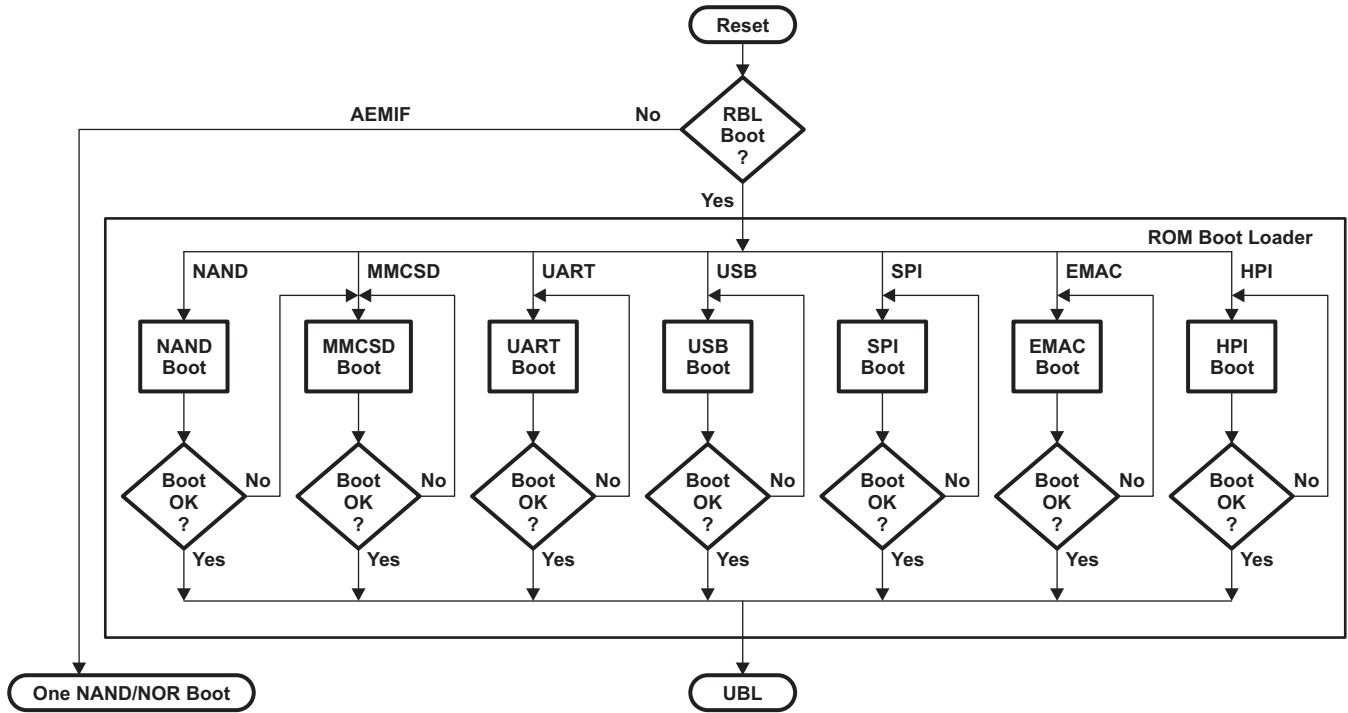 Reset
RBL
Boot
?
AEMIF
No
Yes
ROM Boot Loader
NAND
MMCSD
UART
USB
SPI
EMAC
HPI
NAND
Boot
MMCSD
Boot
UART
Boot
USB
Boot
SPI
Boot
EMAC
Boot
HPI
Boot
Boot
OK
?
No
Boot
OK
?
No
Boot
OK
?
No
Boot
OK
?
No
Boot
OK
?
No
Boot
OK
?
No
Boot
OK
?
No
Yes
Yes
Yes
Yes
Yes
Yes
Yes
One NAND/NOR Boot
UBL